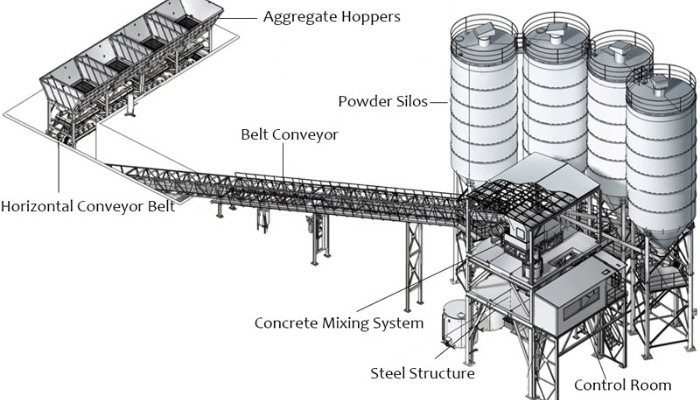 Aggregate Hoppers
Powder Silos
Belt Conveyor
Horizontal Conveyor Belt
Concrete Mixing System
Steel Structure
Control Room